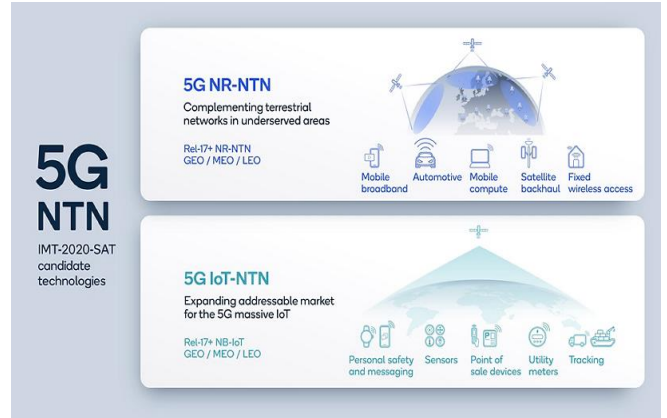 5G
NTN
IMT-2020-SAT
candidate
technologies
5G NR-NTN
Complementing terrestrial
networks in underserved areas
Rel-17+ NR-NTN
GEO / MEO / LEO
Mobile
broadband
Automotive
Mobile
compute
Satellite
backhaul
Fixed
wireless access
5G IoT-NTN
Expanding addressable market
for the 5G massive IoT
Rel-17+ NB-IoT
GEO / MEO / LEO
Personal safety
and messaging
Sensors
Point of
sale devices
Utility
meters
Tracking